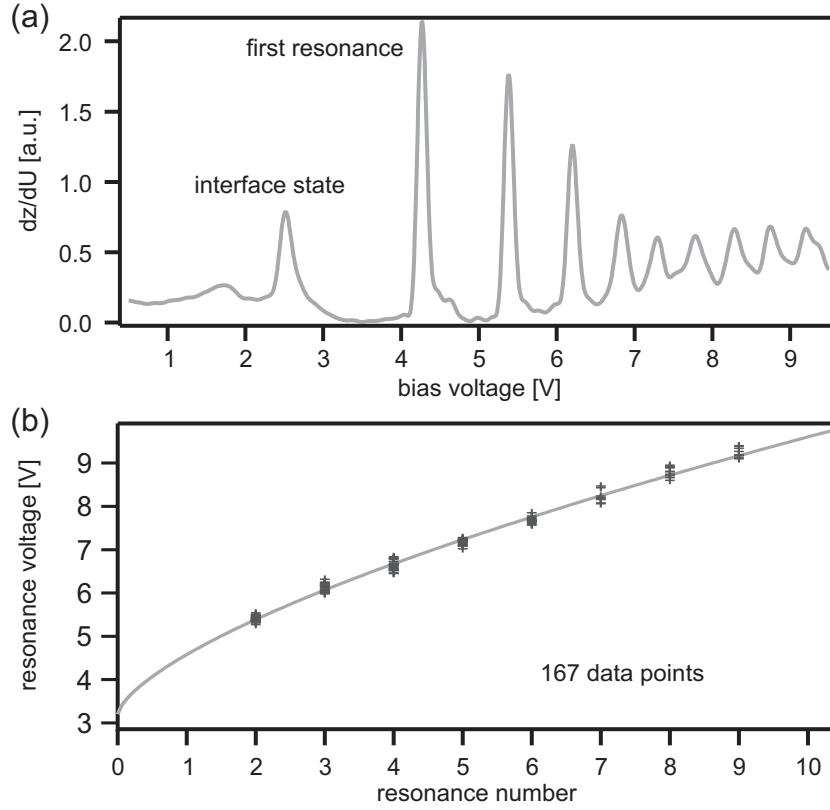 (a)
2.0
1.5
1.0
0.5
0.0
dz/dU [a.u.]
first resonance
interface state
1 2 3 4 5 6 7 8 9
bias voltage [V]
(b)
9
8
7
6
5
4
3
resonance voltage [V]
167 data points
0 1 2 3 4 5 6 7 8 9 10
resonance number